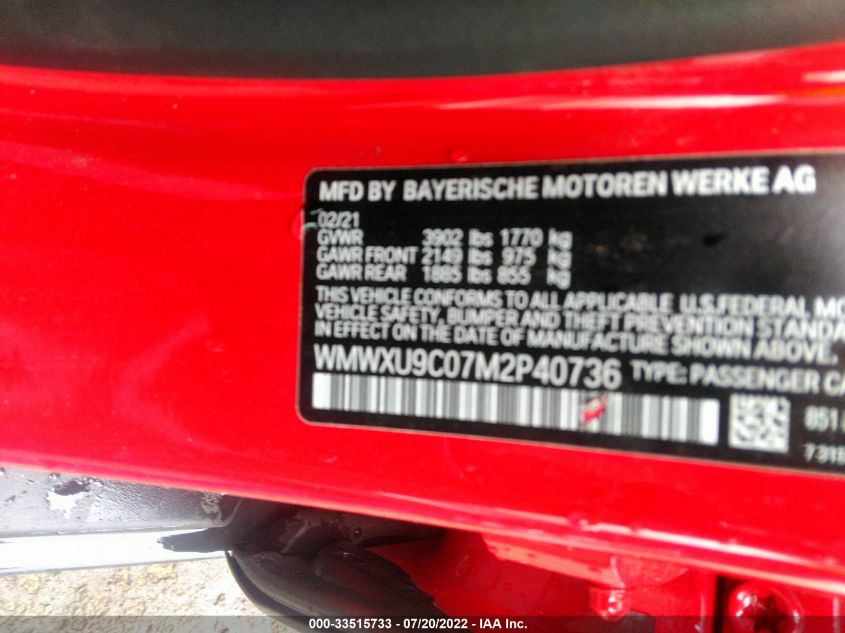 MFD BY BAYERISCHE MOTOREN WERKE AG
02/21
GVWR 3902 lbs 1770 kg
GAWR FRONT 2149 lbs 975 kg
GAWR REAR 1885 lbs 855 kg
THIS VEHICLE CONFORMS TO ALL APPLICABLE U.S.FEDERAL MO
VEHICLE SAFETY, BUMPER AND THEFT PREVENTION STANDA
IN EFFECT ON THE DATE OF MANUFACTURE SHOWN ABOVE.
WMWXU9C07M2P40736 TYPE: PASSENGER CA
851
7315
000-33515733 - 07/20/2022 - IAA Inc.